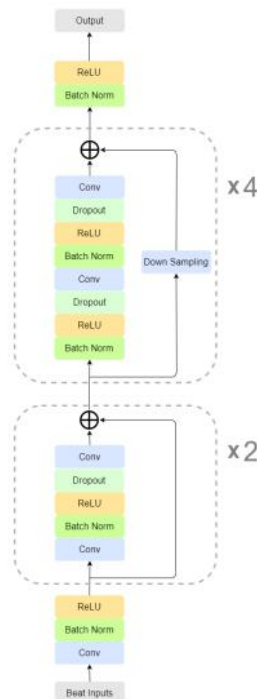 Output
ReLU
Batch Norm
Conv
Dropout
ReLU
Batch Norm
Conv
Dropout
ReLU
Batch Norm
Down Sampling
x4
Conv
Dropout
ReLU
Batch Norm
Conv
x2
ReLU
Batch Norm
Conv
Beat Inputs